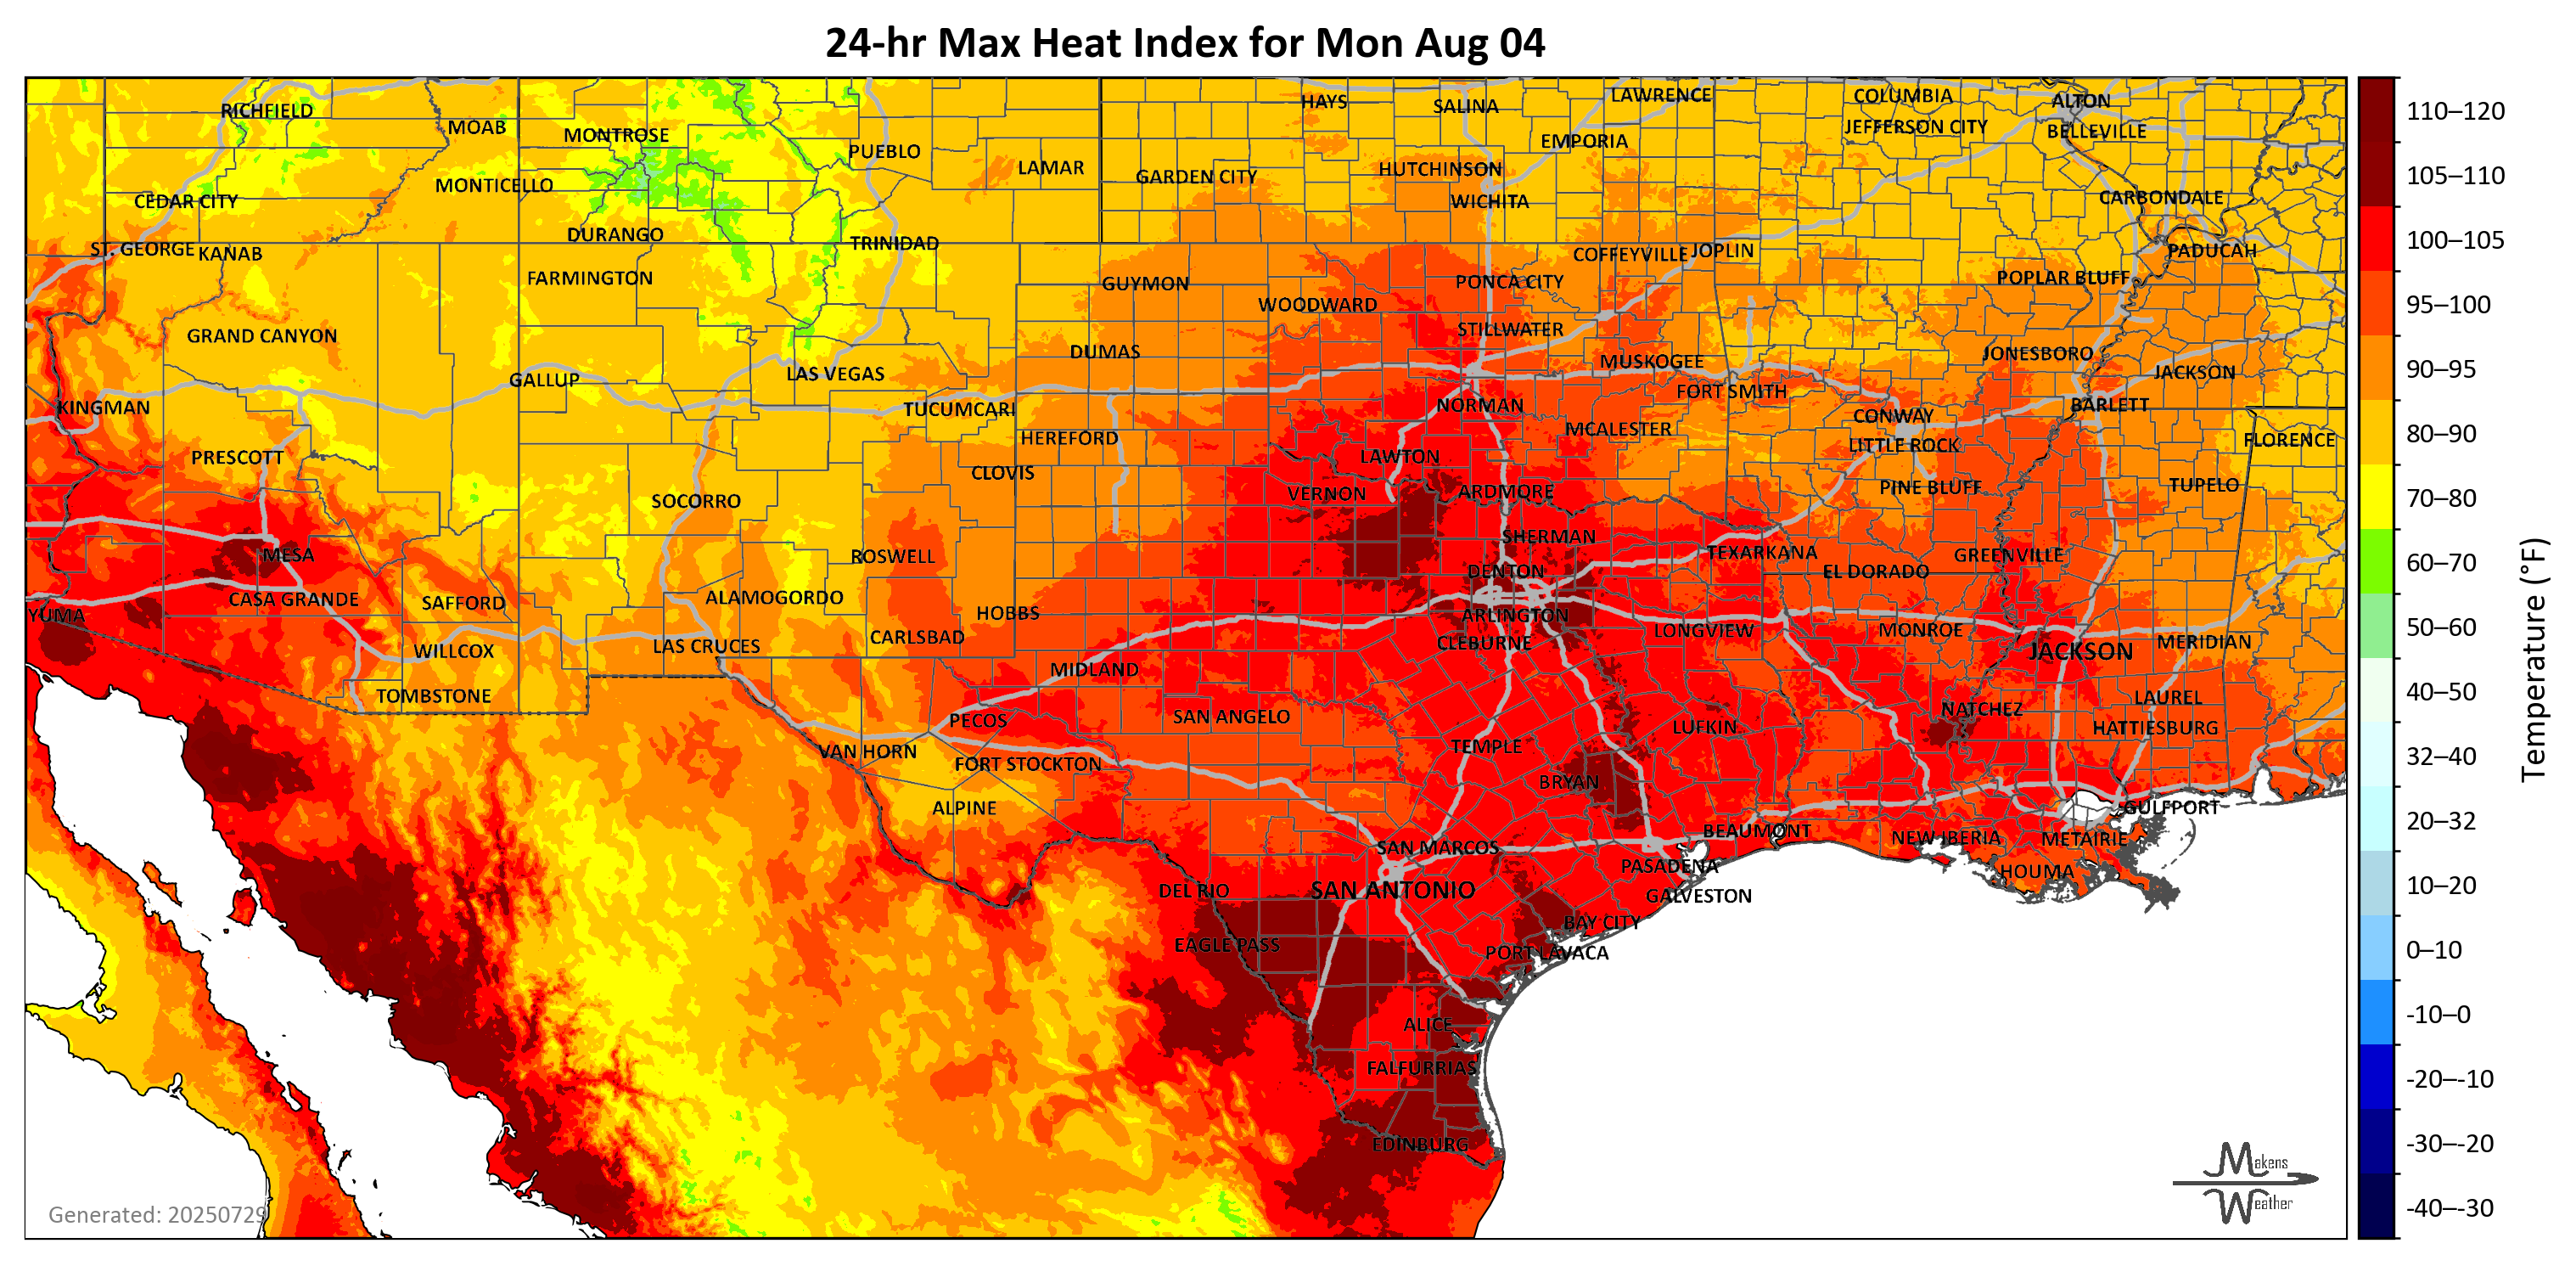 24-hr Max Heat Index for Mon Aug 04
RICHFIELD
MOAB
MONTROSE
PUEBLO
LAMAR
HAYS
SALINA
LAWRENCE
COLUMBIA
ALTON
EMPORIA
JEFFERSON CITY
BELLEVILLE
CEDAR CITY
MONTICELLO
GARDEN CITY
HUTCHINSON
WICHITA
CARBONDALE
ST. GEORGE
KANAB
DURANGO
TRINIDAD
COFFEYVILLE
JOPLIN
PADUCAH
FARMINGTON
GUYMON
WOODWARD
PONCA CITY
POPLAR BLUFF
GRAND CANYON
DUMAS
STILLWATER
MUSKOGEE
JONESBORO
JACKSON
GALLUP
LAS VEGAS
FORT SMITH
KINGMAN
TUCUMCARI
NORMAN
CONWAY
BARLETT
HEREFORD
MCALESTER
LITTLE ROCK
FLORENCE
PRESCOTT
CLOVIS
LAWTON
SOCORRO
VERNON
ARDMORE
PINE BLUFF
TUPELO
MESA
ROSWELL
SHERMAN
TEXARKANA
GREENVILLE
DENTON
EL DORADO
CASA GRANDE
SAFFORD
ALAMOGORDO
HOBBS
YUMA
ARLINGTON
WILLCOX
LAS CRUCES
CARLSBAD
CLEBURNE
LONGVIEW
MONROE
JACKSON
MERIDIAN
TOMBSTONE
MIDLAND
PECOS
SAN ANGELO
LUFKIN
NATCHEZ
LAUREL
HATTIESBURG
VAN HORN
FORT STOCKTON
TEMPLE
ALPINE
BRYAN
GULFPORT
SAN MARCOS
BEAUMONT
NEW IBERIA
METAIRIE
DEL RIO
SAN ANTONIO
PASADENA
GALVESTON
HOUMA
EAGLE PASS
BAY CITY
PORT LAVACA
ALICE
FALFURRIAS
EDINBURG
Generated: 20250729
Makens
Weather
110–120
105–110
100–105
95–100
90–95
80–90
70–80
60–70
50–60
40–50
32–40
20–32
10–20
0–10
-10–0
-20–-10
-30–-20
-40–-30
Temperature (°F)